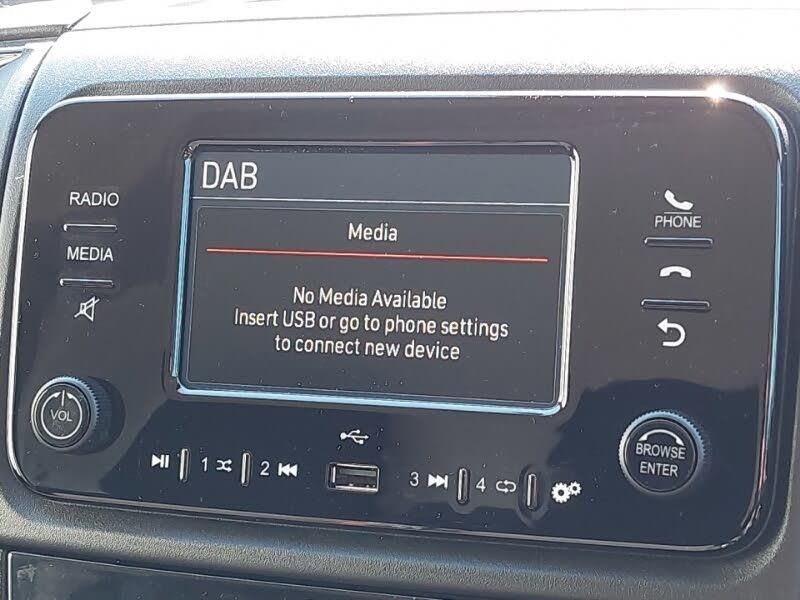 DAB
Media
No Media Available
Insert USB or go to phone settings
to connect new device
RADIO
MEDIA
VOL
PHONE
BROWSE
ENTER
1
2
3
4